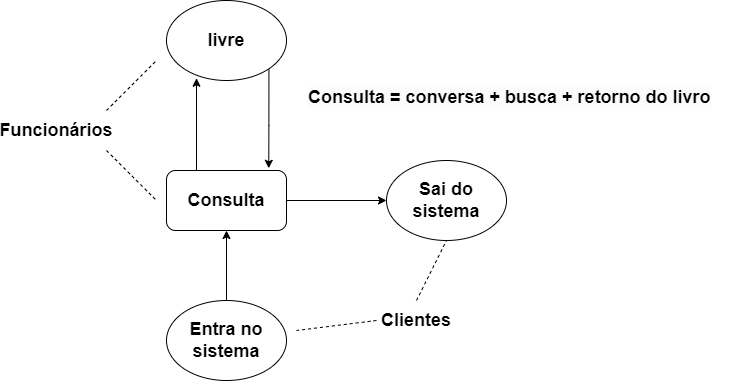 livre
Consulta = conversa + busca + retorno do livro
Funcionários
Consulta
Sai do
sistema
Clientes
Entra no
sistema